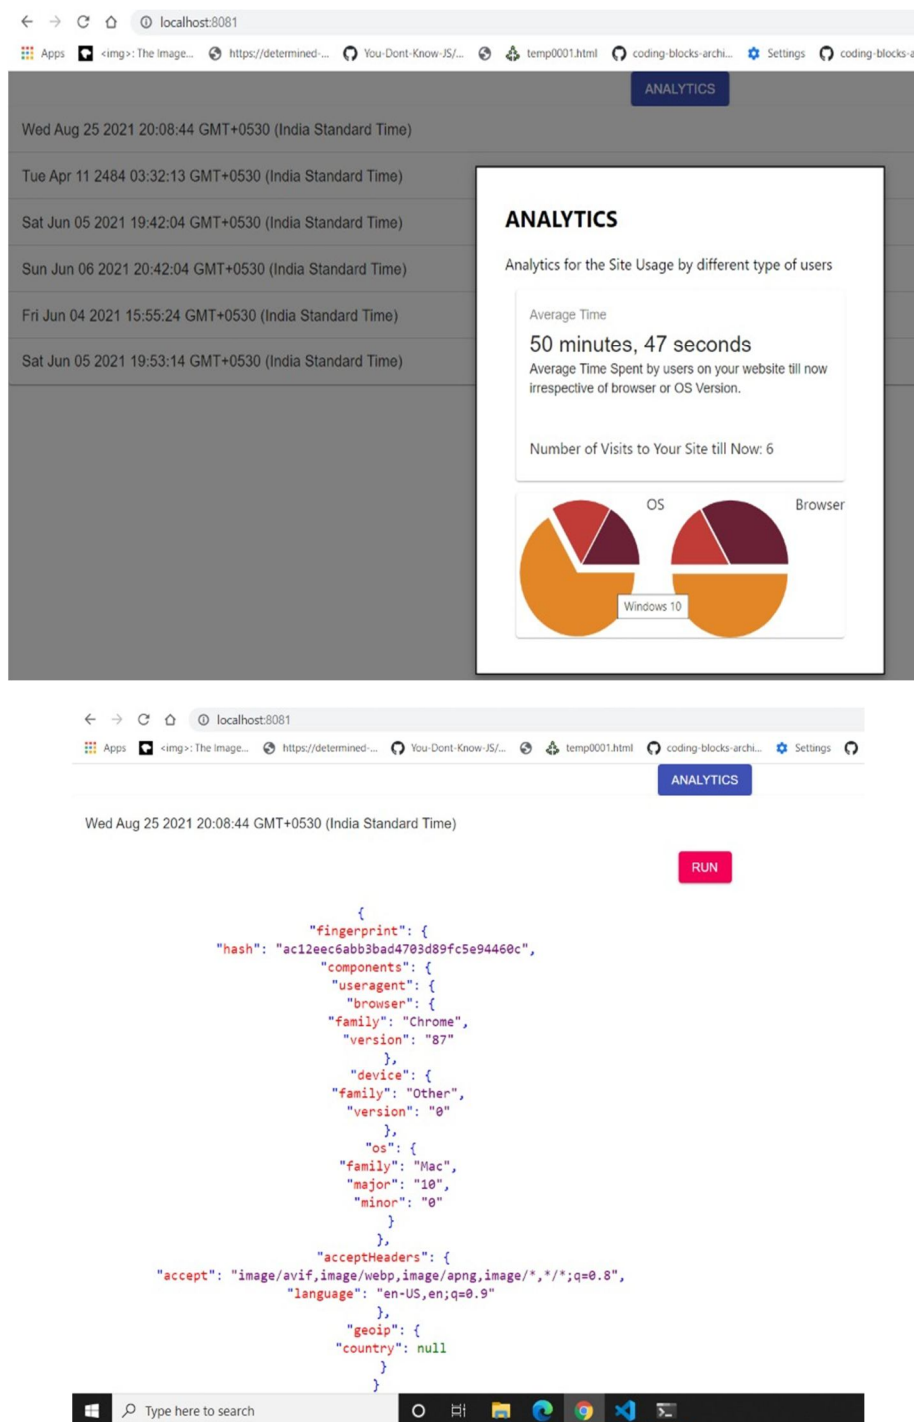 localhost:8081
Apps <img>: The Image... https://determined-... You-Dont-Know-JS/... temp0001.html coding-blocks-archi... Settings coding-blocks-a
ANALYTICS
Wed Aug 25 2021 20:08:44 GMT+0530 (India Standard Time)
Tue Apr 11 2484 03:32:13 GMT+0530 (India Standard Time)
Sat Jun 05 2021 19:42:04 GMT+0530 (India Standard Time)
Sun Jun 06 2021 20:42:04 GMT+0530 (India Standard Time)
Fri Jun 04 2021 15:55:24 GMT+0530 (India Standard Time)
Sat Jun 05 2021 19:53:14 GMT+0530 (India Standard Time)
ANALYTICS
Analytics for the Site Usage by different type of users
Average Time
50 minutes, 47 seconds
Average Time Spent by users on your website till now
irrespective of browser or OS Version.
Number of Visits to Your Site till Now: 6
OS
Browser
Windows 10
localhost:8081
Apps <img>: The Image... https://determined-... You-Dont-Know-JS/... temp0001.html coding-blocks-archi... Settings
ANALYTICS
Wed Aug 25 2021 20:08:44 GMT+0530 (India Standard Time)
RUN
{
"fingerprint": {
"hash": "ac12eec6abb3bad4703d89fc5e94460c",
"components": {
"useragent": {
"browser": {
"family": "Chrome",
"version": "87"
},
"device": {
"family": "Other",
"version": "0"
},
"os": {
"family": "Mac",
"major": "10",
"minor": "0"
}
},
"acceptHeaders": {
"accept": "image/avif,image/webp,image/apng,image/*,*/*;q=0.8",
"language": "en-US,en;q=0.9"
},
"geoip": {
"country": null
}
}
Type here to search